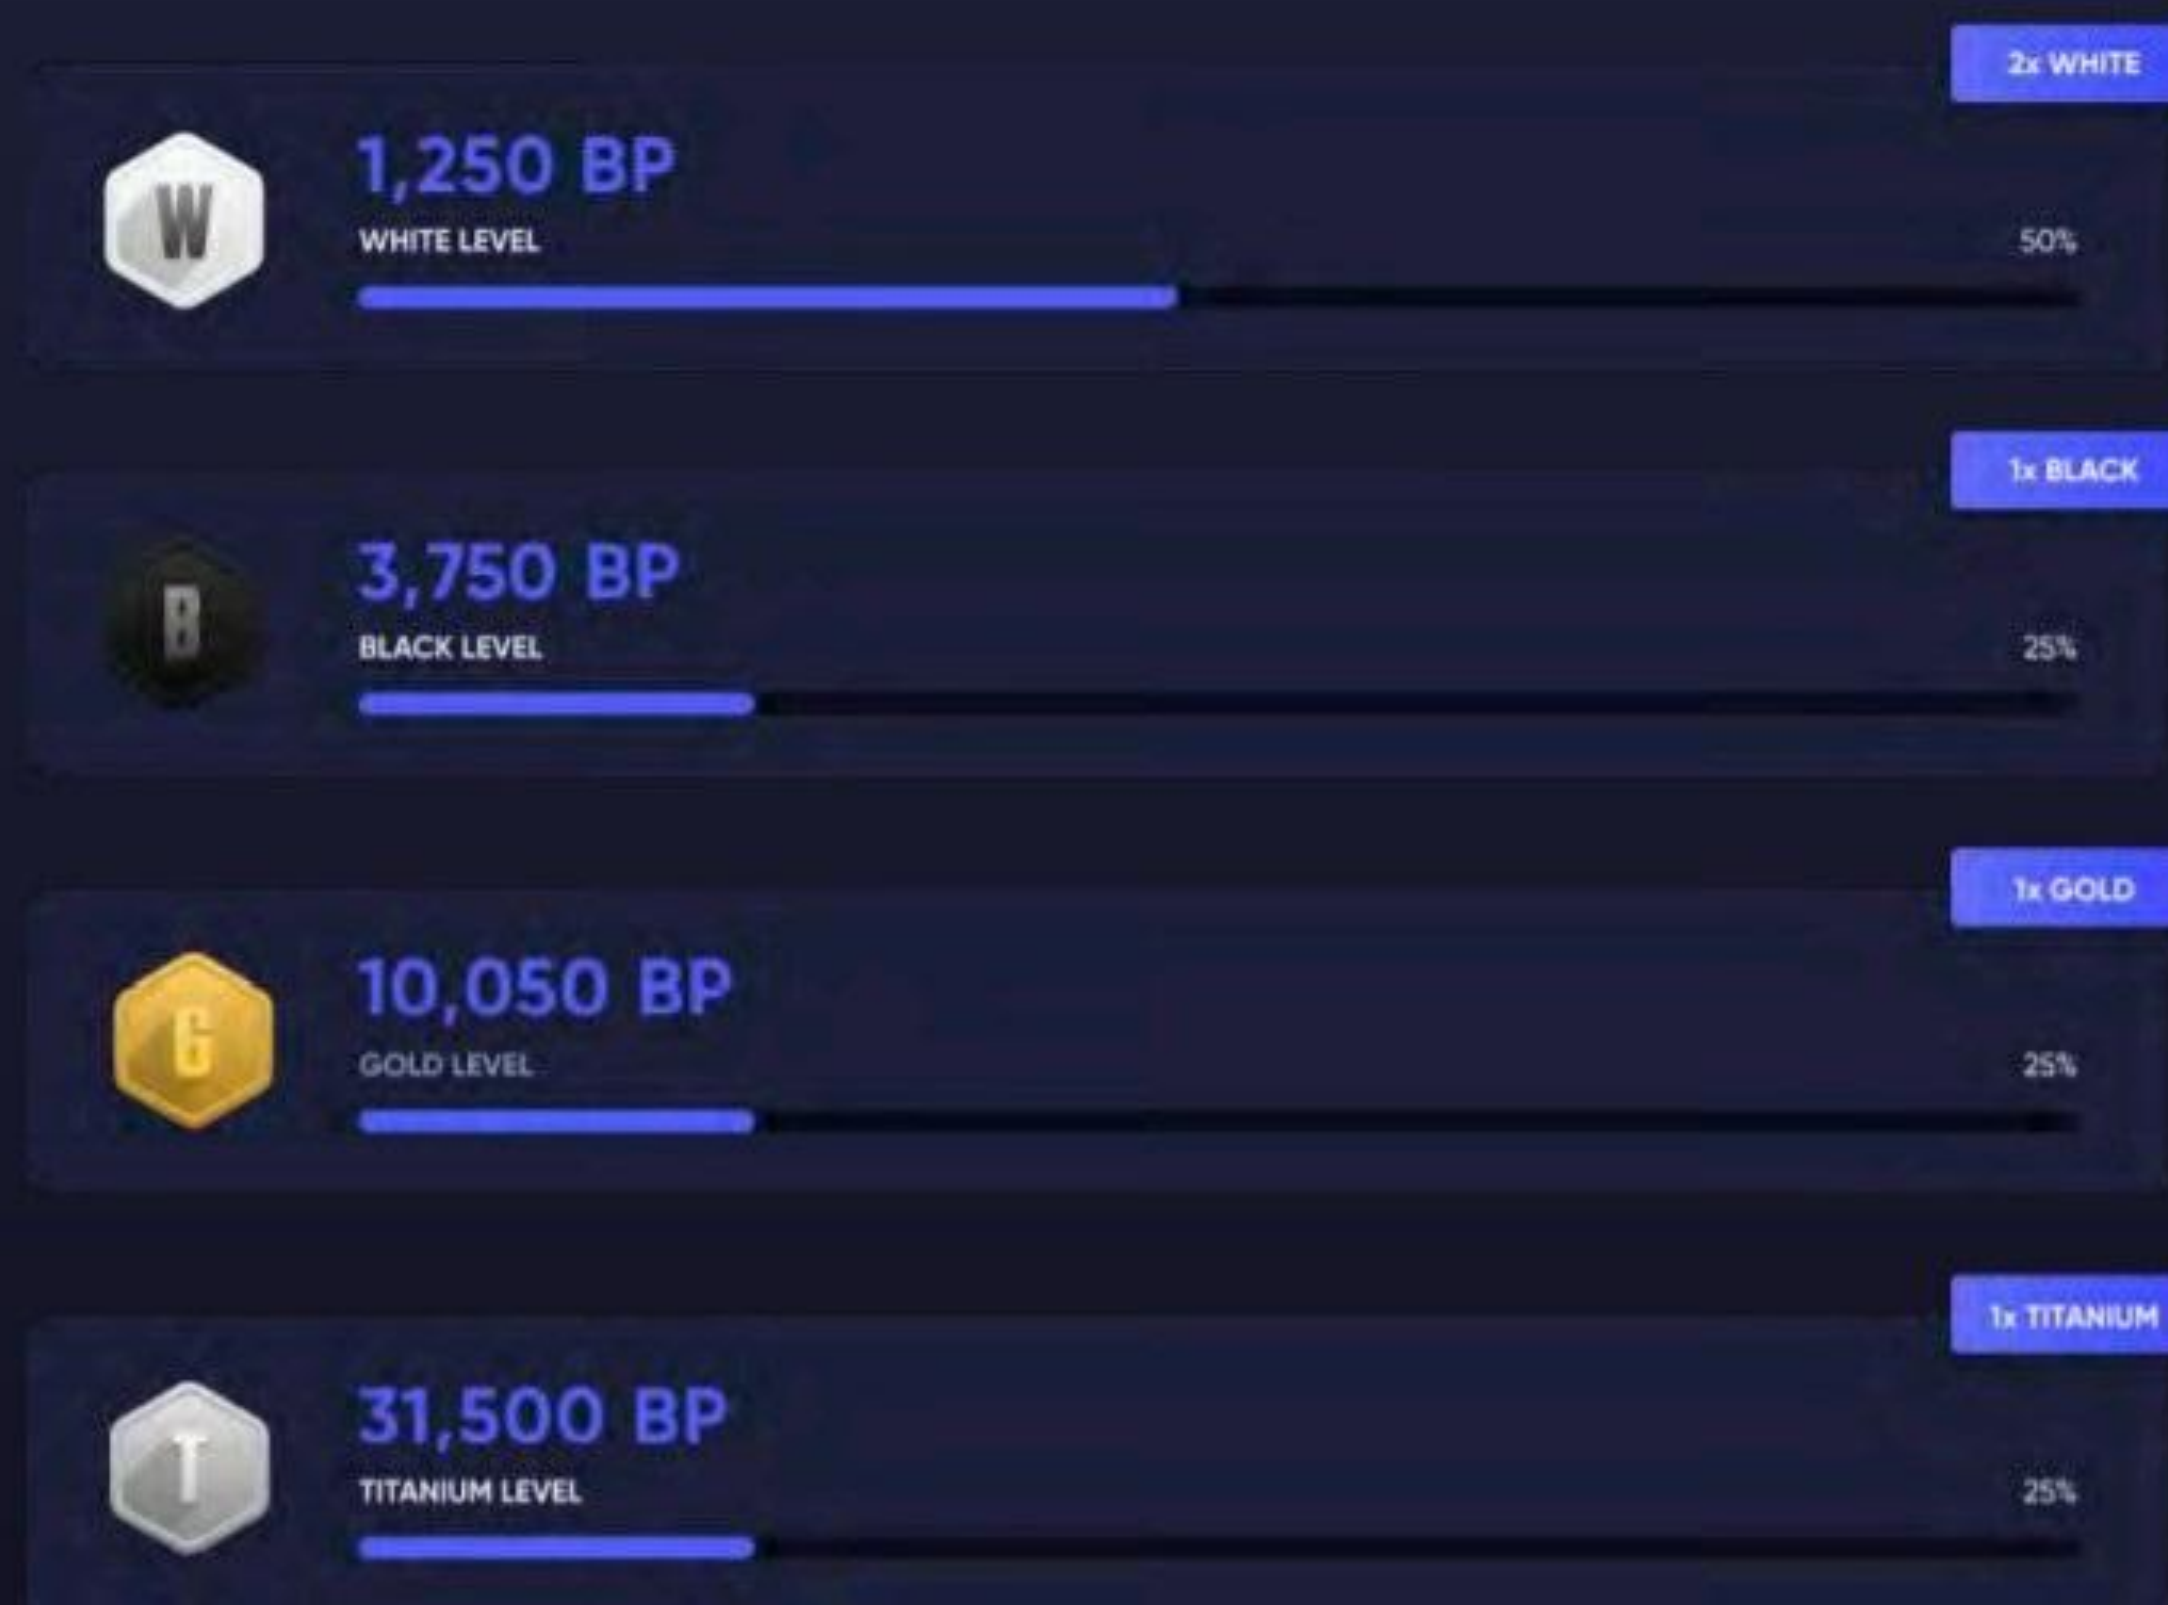 2x WHITE
W
1,250 BP
WHITE LEVEL
50%
1x BLACK
B
3,750 BP
BLACK LEVEL
25%
1x GOLD
G
10,050 BP
GOLD LEVEL
25%
1x TITANIUM
T
31,500 BP
TITANIUM LEVEL
25%